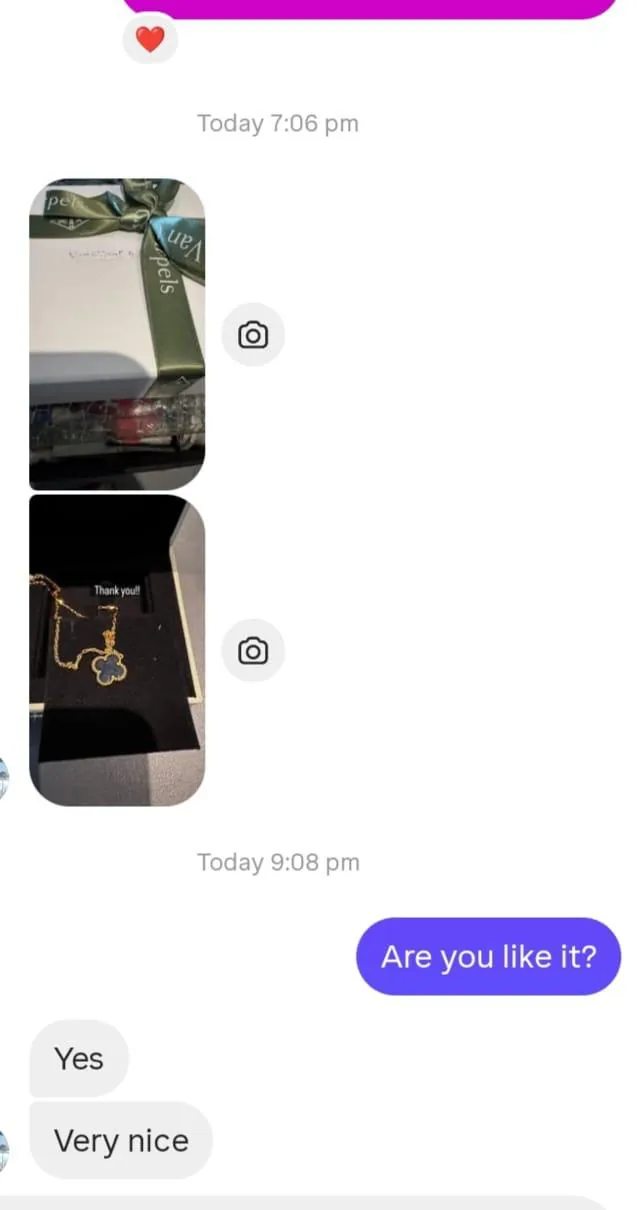 Today 7:06 pm
pels
Van
pels
Thank you!!
Today 9:08 pm
Are you like it?
Yes
Very nice